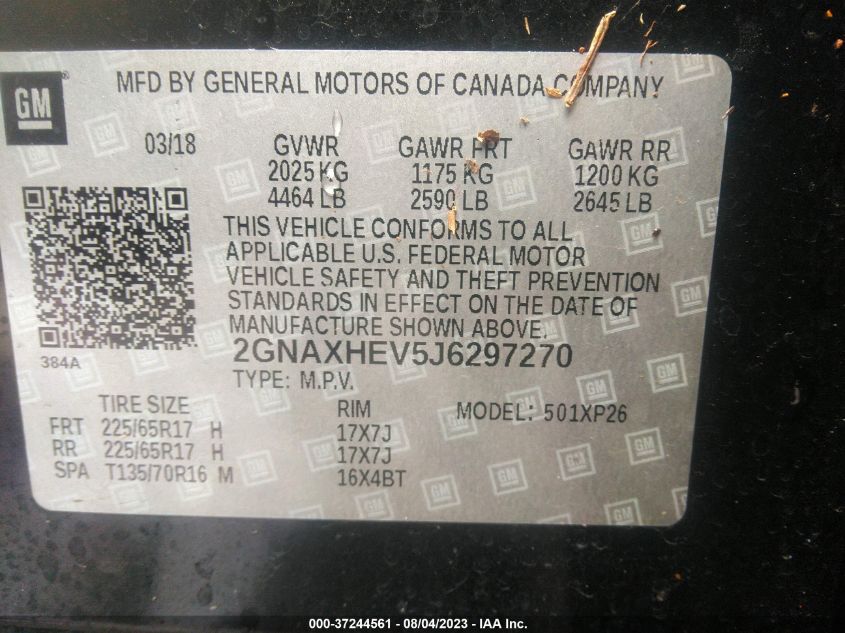 GM
MFD BY GENERAL MOTORS OF CANADA COMPANY
03/18 GVWR GAWR FRT GAWR RR
2025 KG 1175 KG 1200 KG
4464 LB 2590 LB 2645 LB
THIS VEHICLE CONFORMS TO ALL
APPLICABLE U.S. FEDERAL MOTOR
VEHICLE SAFETY AND THEFT PREVENTION
STANDARDS IN EFFECT ON THE DATE OF
MANUFACTURE SHOWN ABOVE.
384A
2GNAXHEV5J6297270
TYPE: M.P.V.
TIRE SIZE RIM MODEL: 501XP26
FRT 225/65R17 H 17X7J
RR 225/65R17 H 17X7J
SPA T135/70R16 M 16X4BT
000-37244561 - 08/04/2023 - IAA Inc.